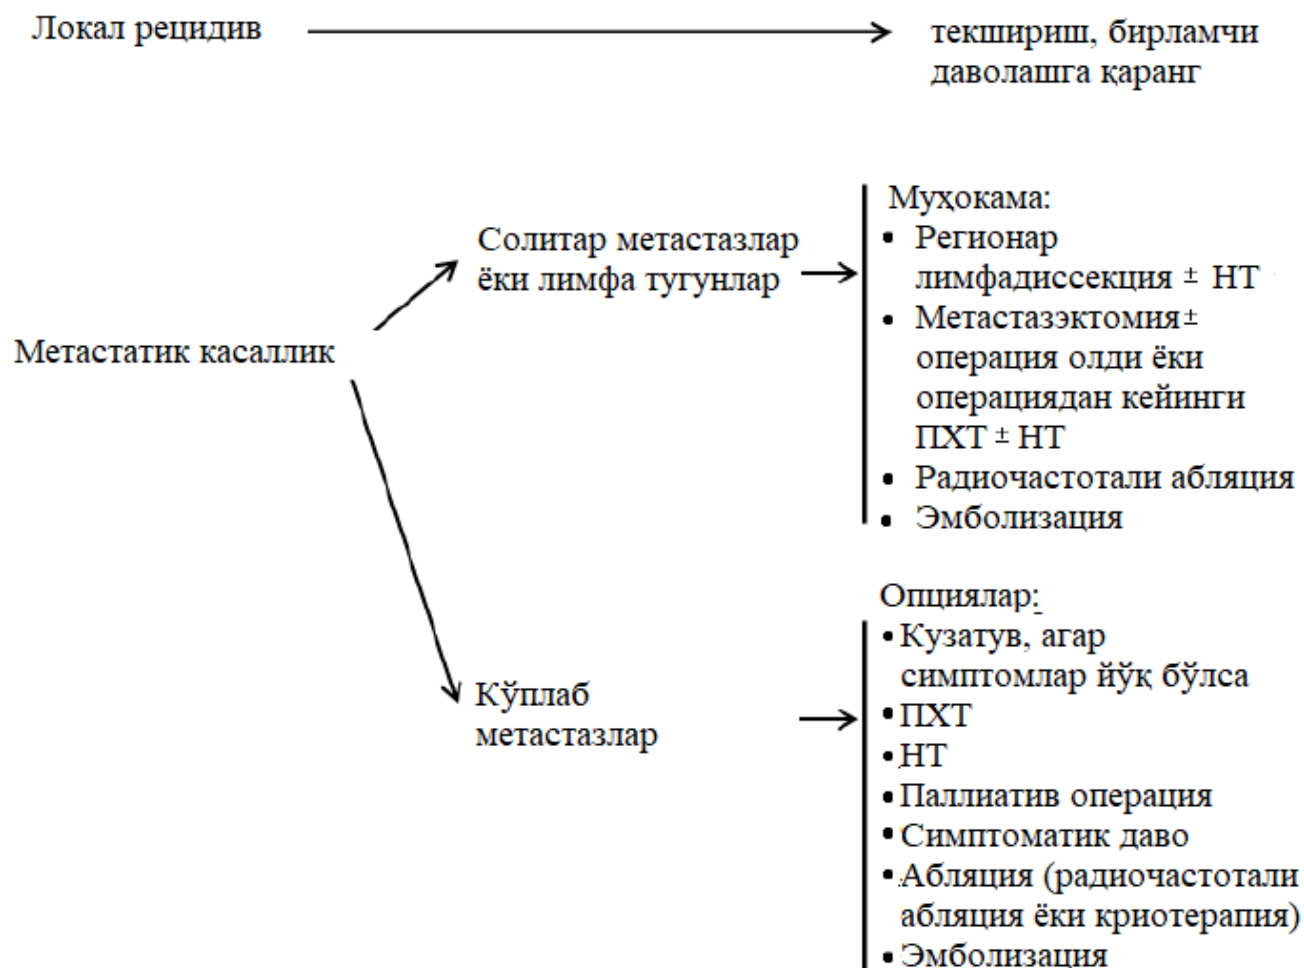 Локал рецидив
текшириш, бирламчи
даволашга қаранг
Метастатик касаллик
Солитар метастазлар
ёки лимфа тугунлар
Муҳокама:
• Регионар
лимфадиссекция ± НТ
• Метастазэктомия±
операция олди ёки
операциядан кейинги
ПХТ ± НТ
• Радиочастотали абляция
• Эмболизация
Кўплаб
метастазлар
Опциялар:
• Кузатув, агар
симптомлар йўқ бўлса
• ПХТ
• НТ
• Паллиатив операция
• Симптоматик даво
• Абляция (радиочастотали
абляция ёки криотерапия)
• Эмболизация